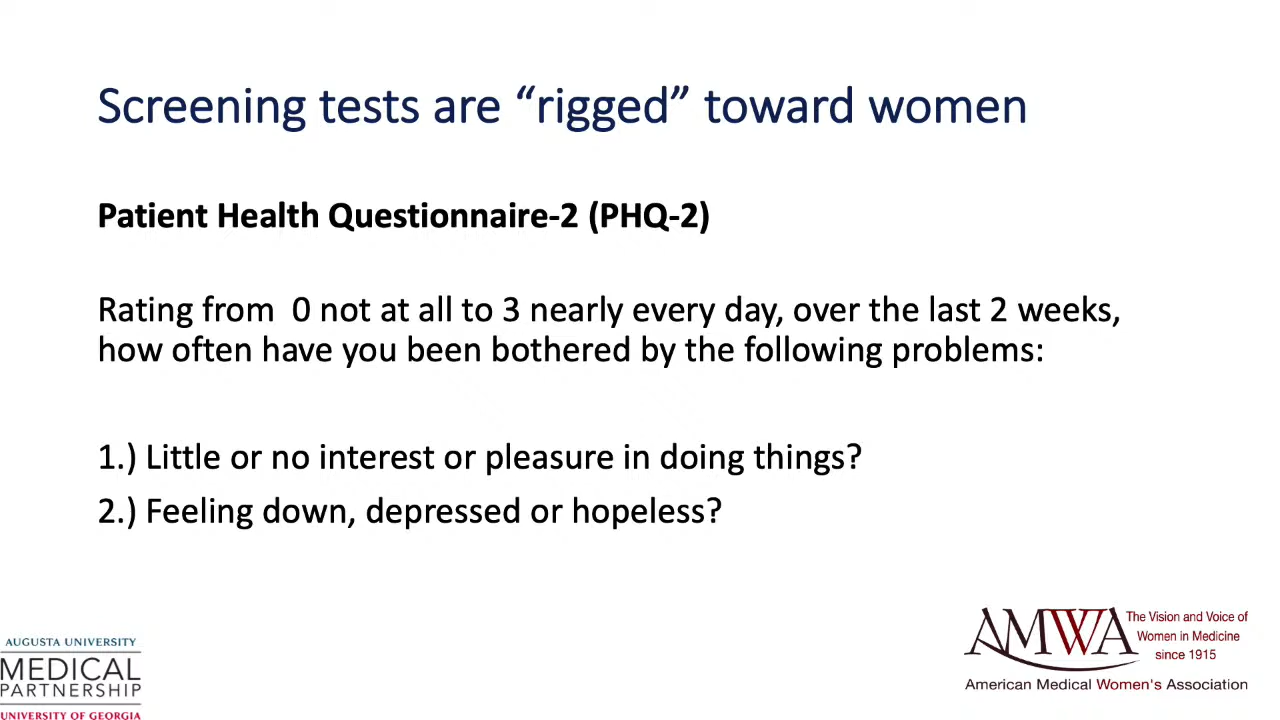 Screening tests are “rigged” toward women
Patient Health Questionnaire-2 (PHQ-2)
Rating from  0 not at all to 3 nearly every day, over the last 2 weeks,
how often have you been bothered by the following problems:
1.) Little or no interest or pleasure in doing things?
2.) Feeling down, depressed or hopeless?
AUGUSTA UNIVERSITY
MEDICAL
PARTNERSHIP
UNIVERSITY OF GEORGIA
AMWA
The Vision and Voice of
Women in Medicine
since 1915
American Medical Women's Association